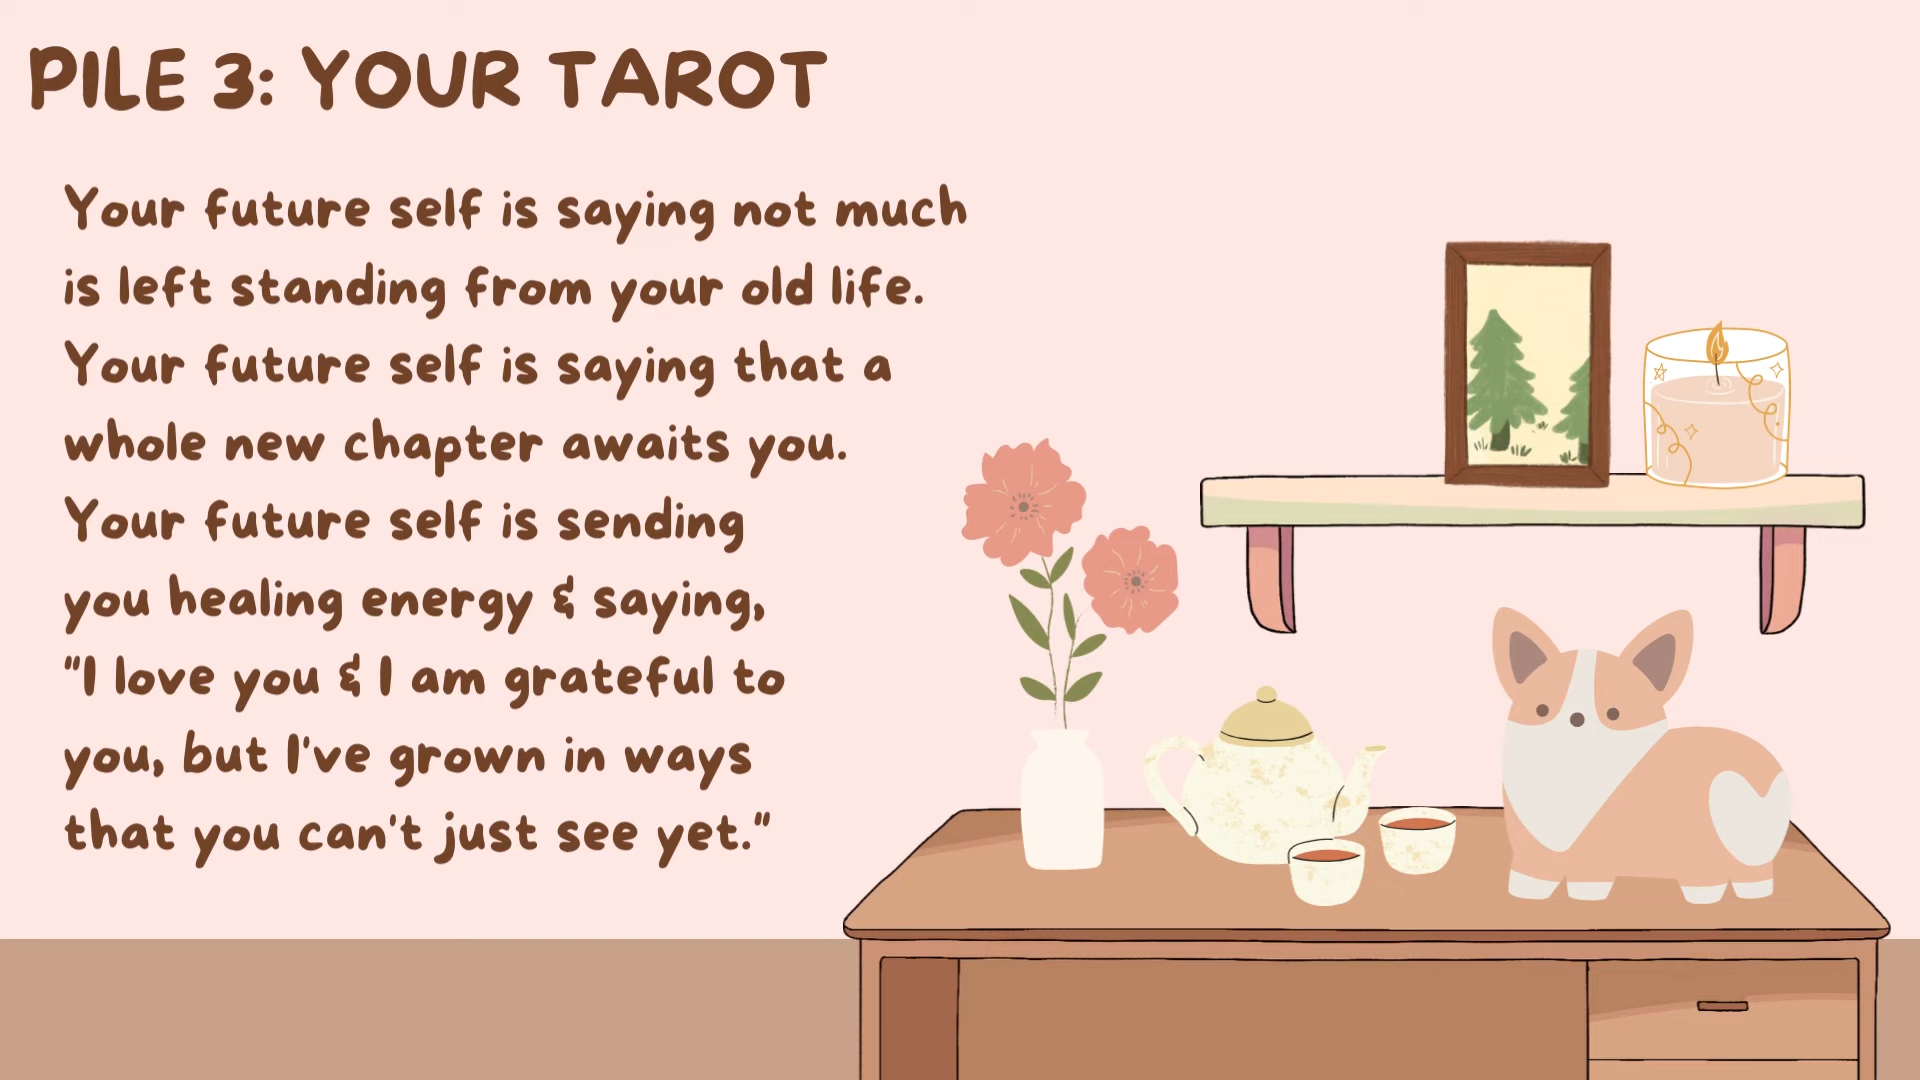 PILE 3: YOUR TAROT
Your future self is saying not much
is left standing from your old life.
Your future self is saying that a
whole new chapter awaits you.
Your future self is sending
you healing energy & saying,
"I love you & I am grateful to
you, but I've grown in ways
that you can't just see yet."